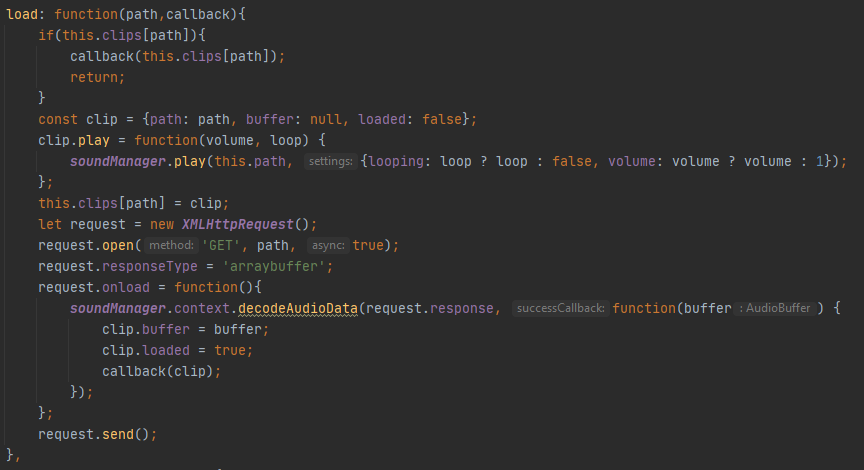 load: function(path,callback){
if(this.clips[path]){
callback(this.clips[path]);
return;
}
const clip = {path: path, buffer: null, loaded: false};
clip.play = function(volume, loop) {
soundManager.play(this.path, settings: {looping: loop ? loop : false, volume: volume ? volume : 1});
};
this.clips[path] = clip;
let request = new XMLHttpRequest();
request.open( method: 'GET', path, async: true);
request.responseType = 'arraybuffer';
request.onload = function(){
soundManager.context.decodeAudioData(request.response, successCallback: function(buffer : AudioBuffer ) {
clip.buffer = buffer;
clip.loaded = true;
callback(clip);
});
};
request.send();
},